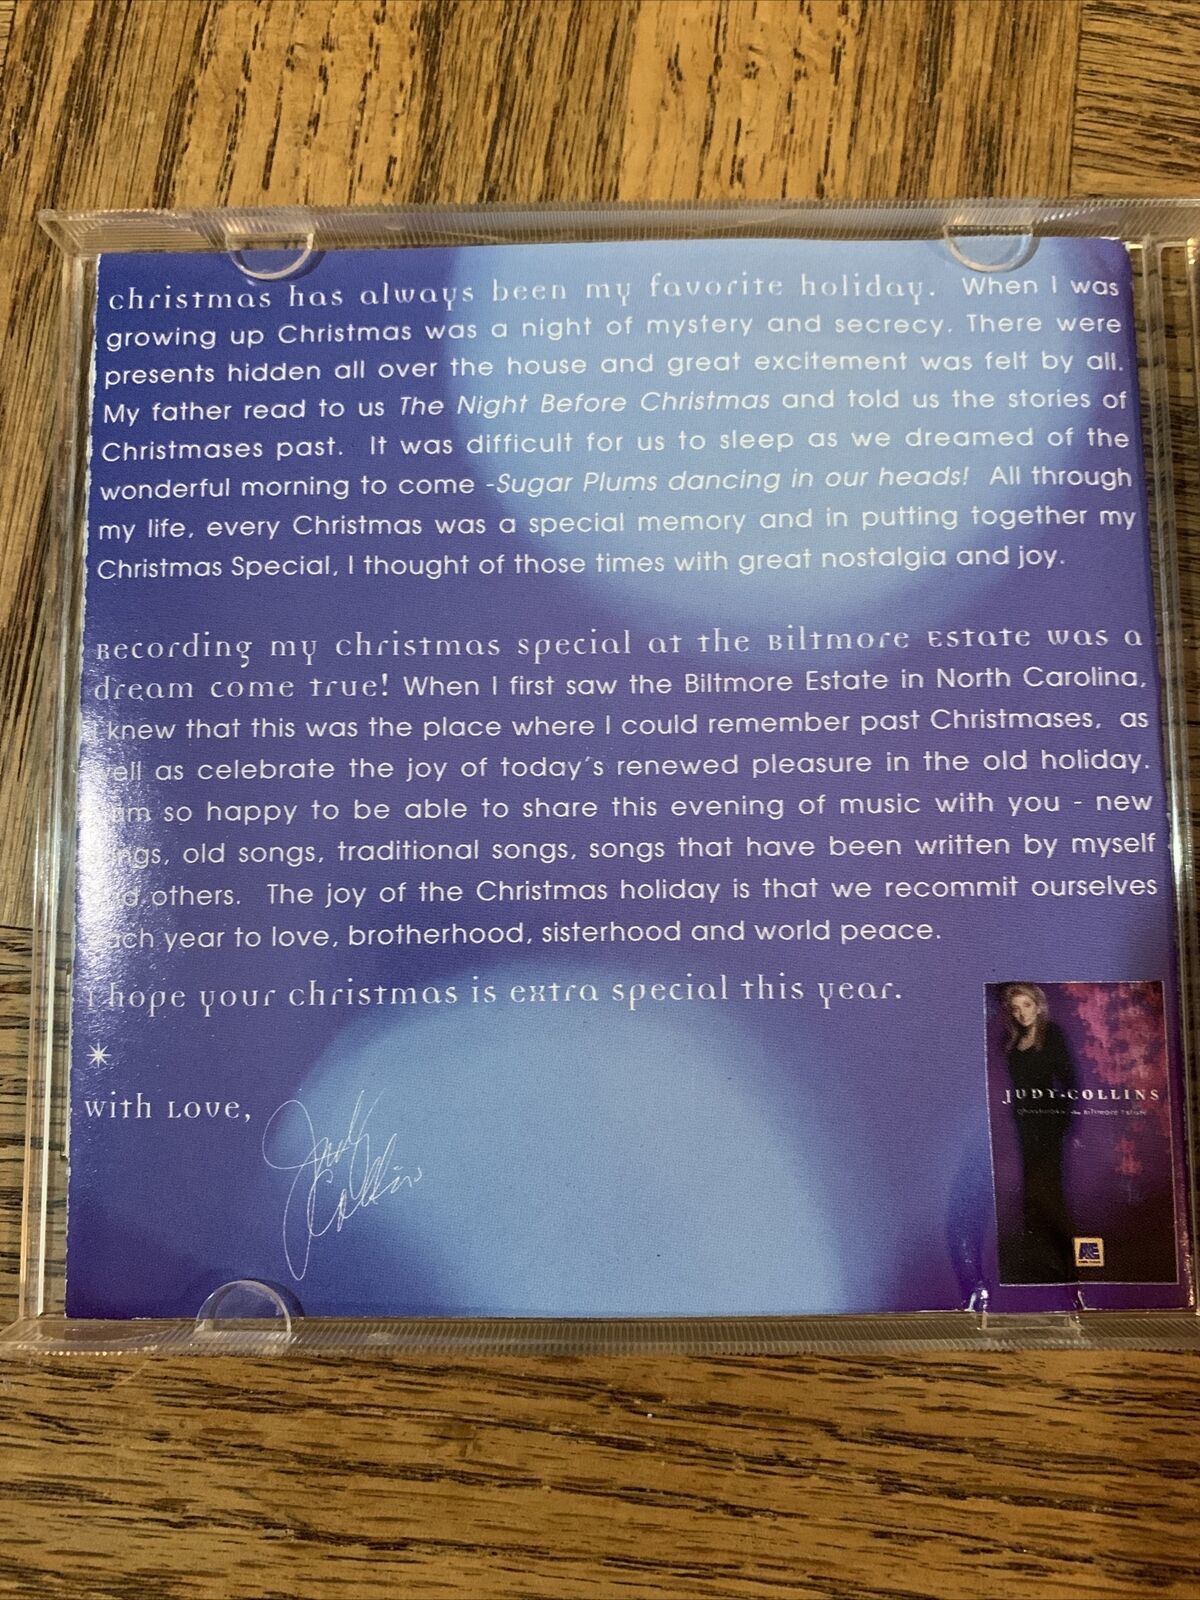 christmas has always been my favorite holiday. When I was
growing up Christmas was a night of mystery and secrecy. There were
presents hidden all over the house and great excitement was felt by all.
My father read to us The Night Before Christmas and told us the stories of
Christmases past. It was difficult for us to sleep as we dreamed of the
wonderful morning to come -Sugar Plums dancing in our heads! All through
my life, every Christmas was a special memory and in putting together my
Christmas Special, I thought of those times with great nostalgia and joy.
Recording my christmas special at the Biltmore Estate was a
dream come true! When I first saw the Biltmore Estate in North Carolina,
I knew that this was the place where I could remember past Christmases, as
well as celebrate the joy of today's renewed pleasure in the old holiday.
am so happy to be able to share this evening of music with you - new
songs, old songs, traditional songs, songs that have been written by myself
and others. The joy of the Christmas holiday is that we recommit ourselves
each year to love, brotherhood, sisterhood and world peace.
I hope your christmas is extra special this year.
with Love,
Judy Collins
JUDY COLLINS
christmas at the Biltmore Estate
A&E